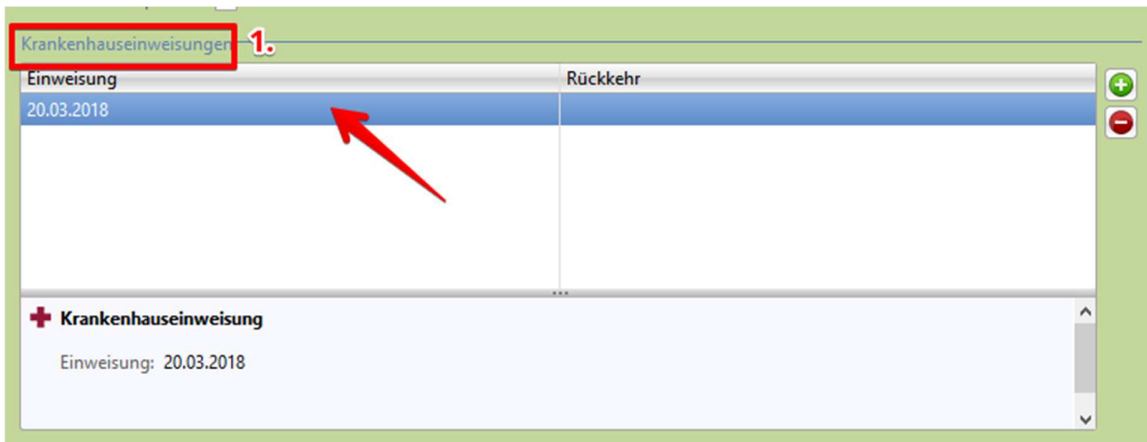 Krankenhauseinweisungen 1.
Einweisung Rückkehr
20.03.2018
Krankenhauseinweisung
Einweisung: 20.03.2018